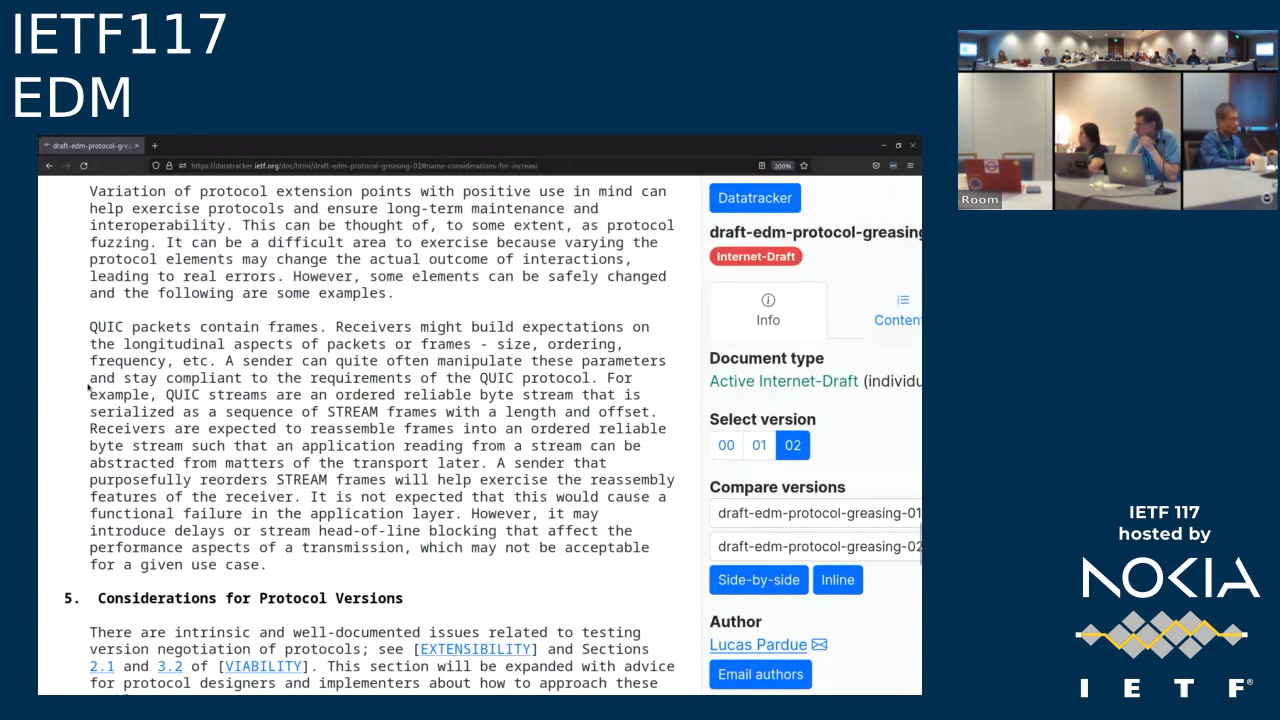 IETF117
EDM
draft-edm-protocol-grea
https://datatracker.ietf.org/doc/html/draft-edm-protocol-greasing-02#name-considerations-for-increasi
200%
Variation of protocol extension points with positive use in mind can
help exercise protocols and ensure long-term maintenance and
interoperability. This can be thought of, to some extent, as protocol
fuzzing. It can be a difficult area to exercise because varying the
protocol elements may change the actual outcome of interactions,
leading to real errors. However, some elements can be safely changed
and the following are some examples.
QUIC packets contain frames. Receivers might build expectations on
the longitudinal aspects of packets or frames - size, ordering,
frequency, etc. A sender can quite often manipulate these parameters
and stay compliant to the requirements of the QUIC protocol. For
example, QUIC streams are an ordered reliable byte stream that is
serialized as a sequence of STREAM frames with a length and offset.
Receivers are expected to reassemble frames into an ordered reliable
byte stream such that an application reading from a stream can be
abstracted from matters of the transport later. A sender that
purposefully reorders STREAM frames will help exercise the reassembly
features of the receiver. It is not expected that this would cause a
functional failure in the application layer. However, it may
introduce delays or stream head-of-line blocking that affect the
performance aspects of a transmission, which may not be acceptable
for a given use case.
5. Considerations for Protocol Versions
There are intrinsic and well-documented issues related to testing
version negotiation of protocols; see [EXTENSIBILITY] and Sections
2.1 and 3.2 of [VIABILITY]. This section will be expanded with advice
for protocol designers and implementers about how to approach these
Datatracker
draft-edm-protocol-greasing
Internet-Draft
Info
Conten
Document type
Active Internet-Draft (individu
Select version
00 01 02
Compare versions
draft-edm-protocol-greasing-01
draft-edm-protocol-greasing-02
Side-by-side Inline
Author
Lucas Pardue
Email authors
Room
IETF 117
hosted by
NOKIA
IETF®